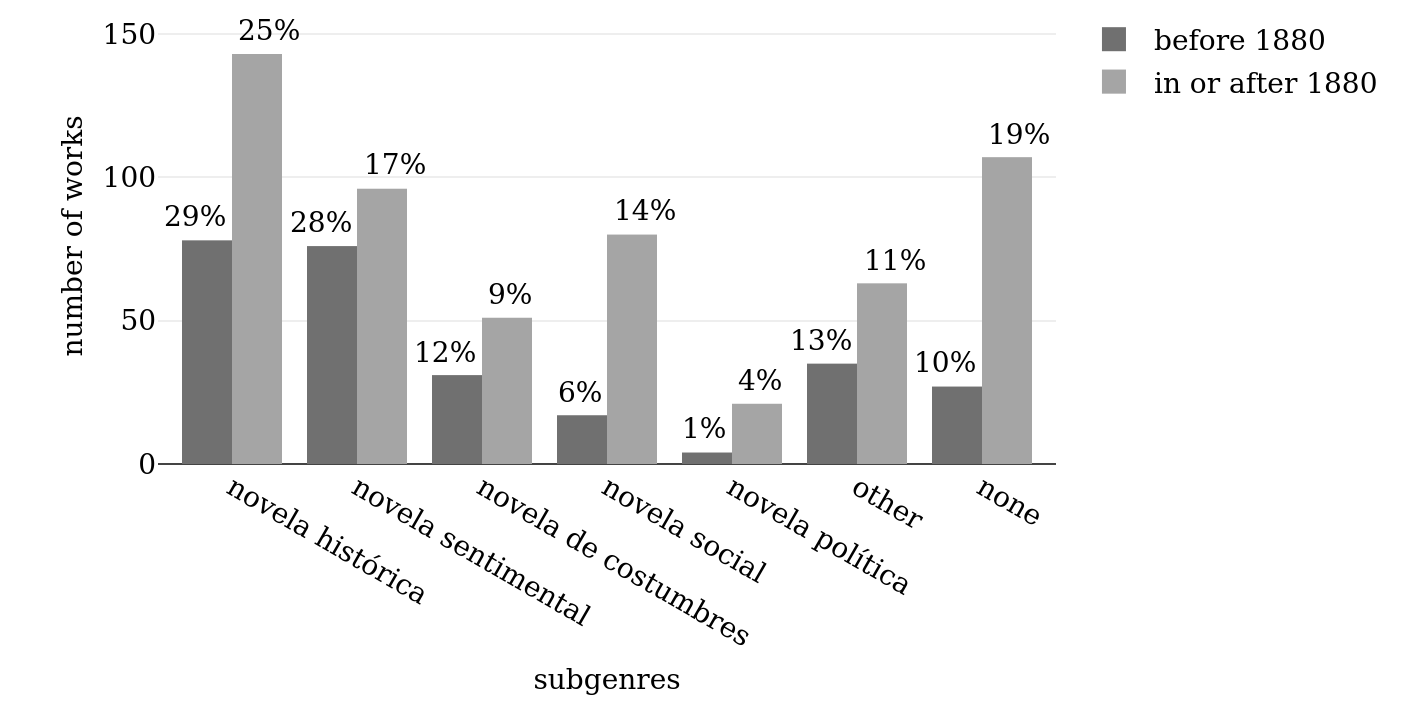 number of works
150
100
50
0
29%
25%
28%
17%
12%
9%
6%
14%
1%
4%
13%
11%
10%
19%
novela histórica
novela sentimental
novela de costumbres
novela social
novela política
other
none
subgenres
before 1880
in or after 1880